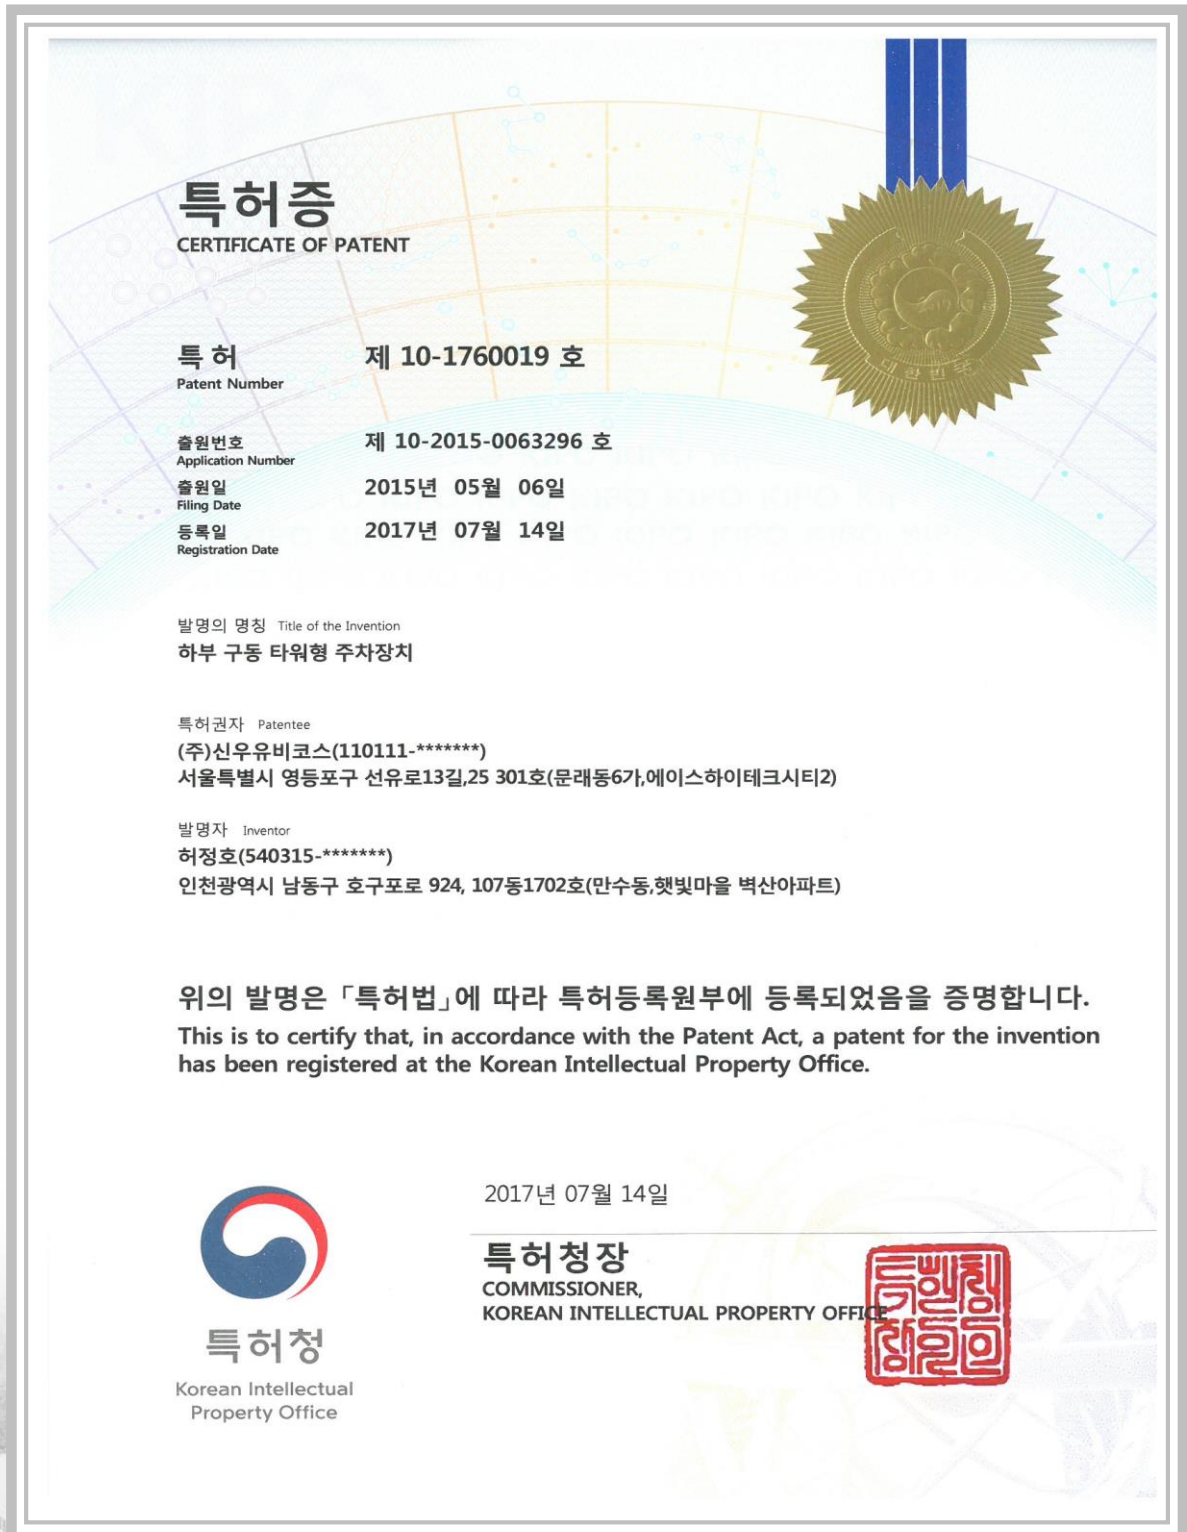 특허증
CERTIFICATE OF PATENT
특 허 제 10-1760019 호
Patent Number
출원번호 제 10-2015-0063296 호
Application Number
출원일 2015년 05월 06일
Filing Date
등록일 2017년 07월 14일
Registration Date
발명의 명칭 Title of the Invention
하부 구동 타워형 주차장치
특허권자 Patentee
(주)신우유비코스(110111-*******)
서울특별시 영등포구 선유로13길,25 301호(문래동6가,에이스하이테크시티2)
발명자 Inventor
허정호(540315-*******)
인천광역시 남동구 호구포로 924, 107동1702호(만수동,햇빛마을 벽산아파트)
위의 발명은 「특허법」에 따라 특허등록원부에 등록되었음을 증명합니다.
This is to certify that, in accordance with the Patent Act, a patent for the invention
has been registered at the Korean Intellectual Property Office.
2017년 07월 14일
특허청장
COMMISSIONER,
KOREAN INTELLECTUAL PROPERTY OFFICE
특허청
Korean Intellectual
Property Office
대한민국